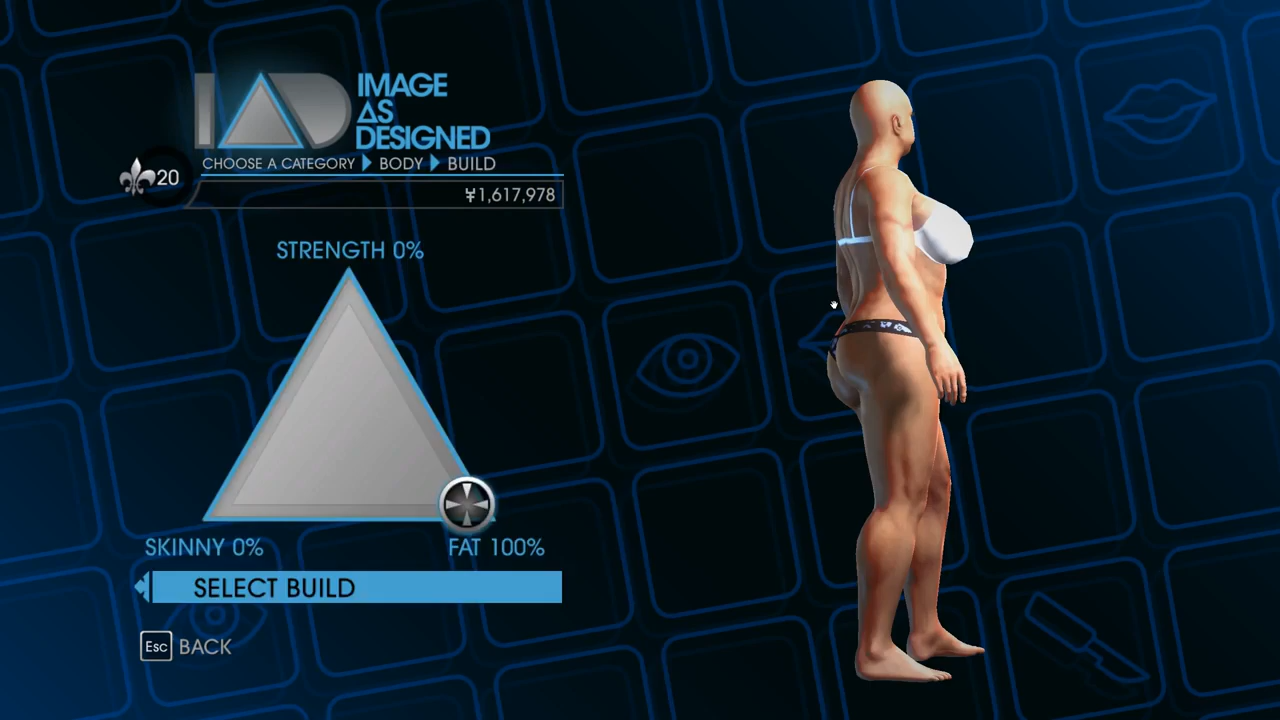 IMAGE
AS
DESIGNED
CHOOSE A CATEGORY BODY BUILD
20
¥1,617,978
STRENGTH 0%
SKINNY 0% FAT 100%
SELECT BUILD
Esc BACK